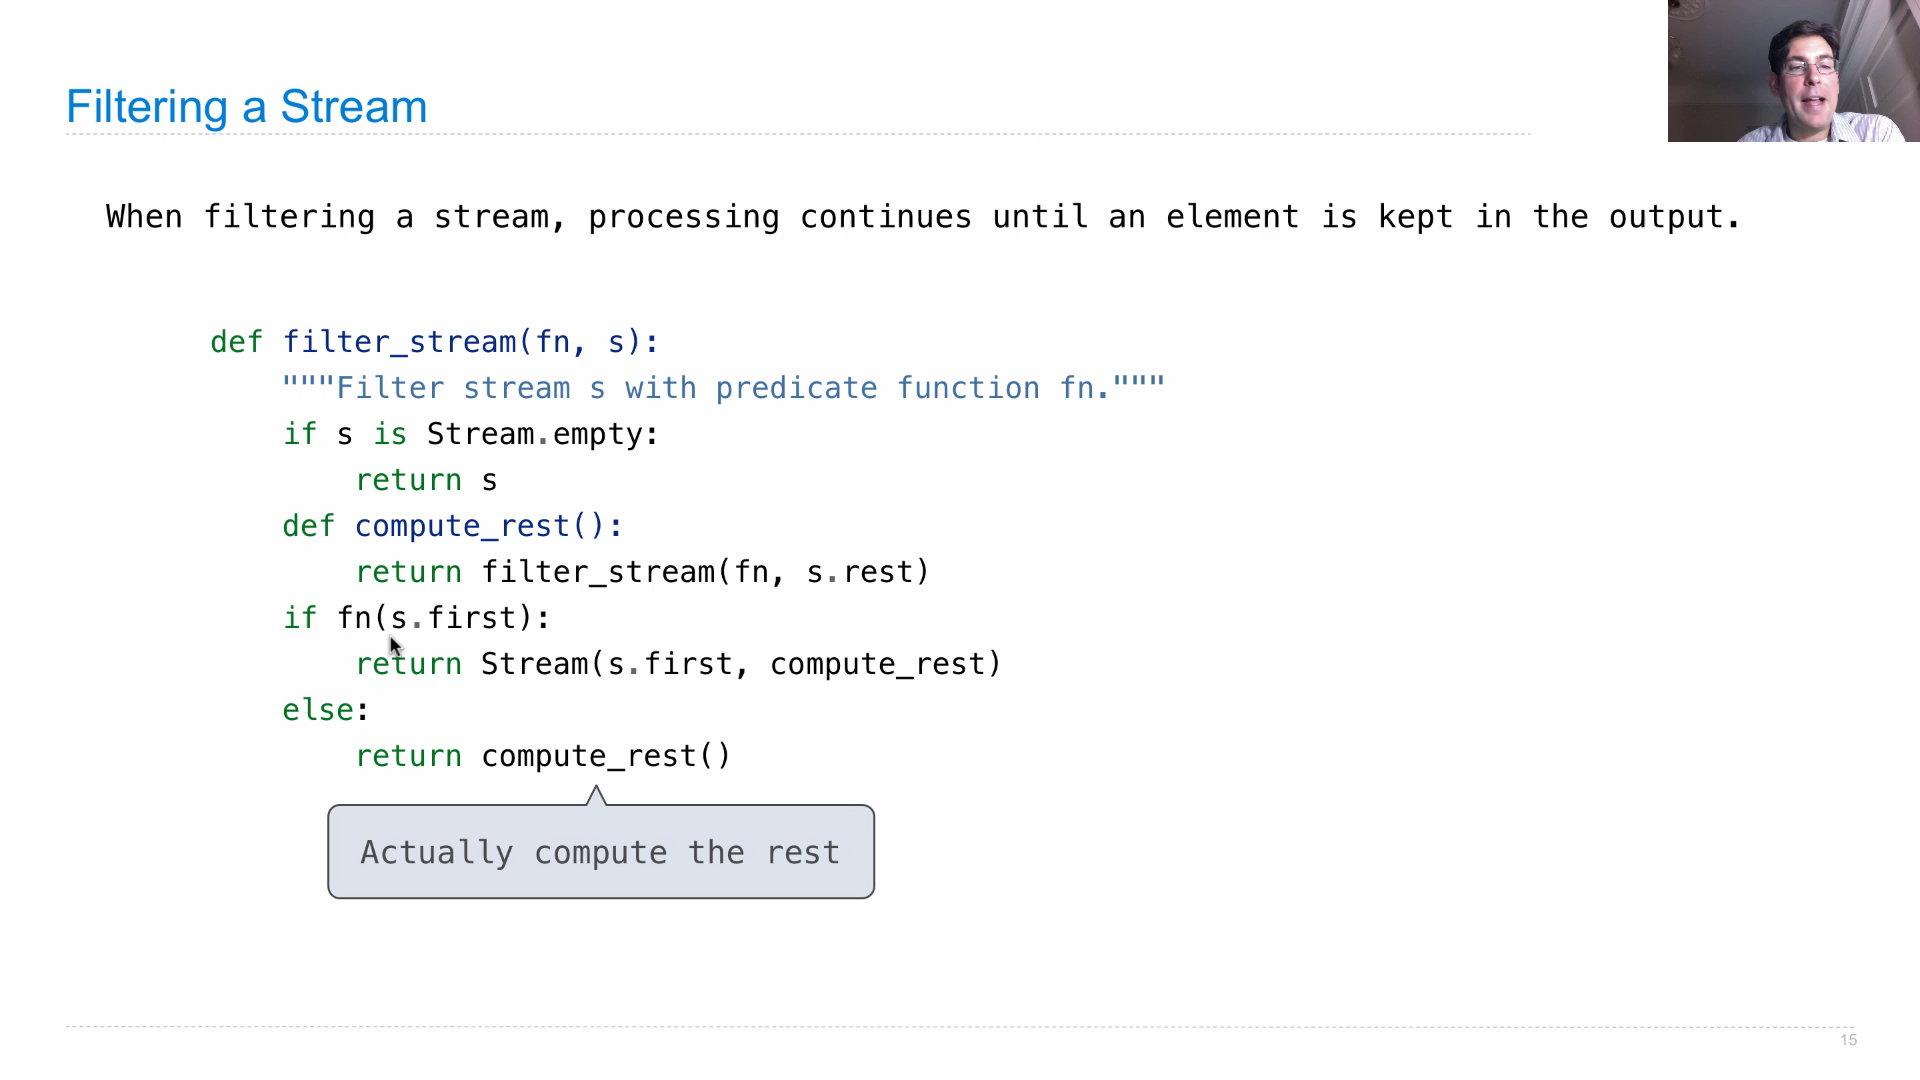 Filtering a Stream
When filtering a stream, processing continues until an element is kept in the output.
def filter_stream(fn, s):
    """Filter stream s with predicate function fn."""
    if s is Stream.empty:
        return s
    def compute_rest():
        return filter_stream(fn, s.rest)
    if fn(s.first):
        return Stream(s.first, compute_rest)
    else:
        return compute_rest()
Actually compute the rest
15